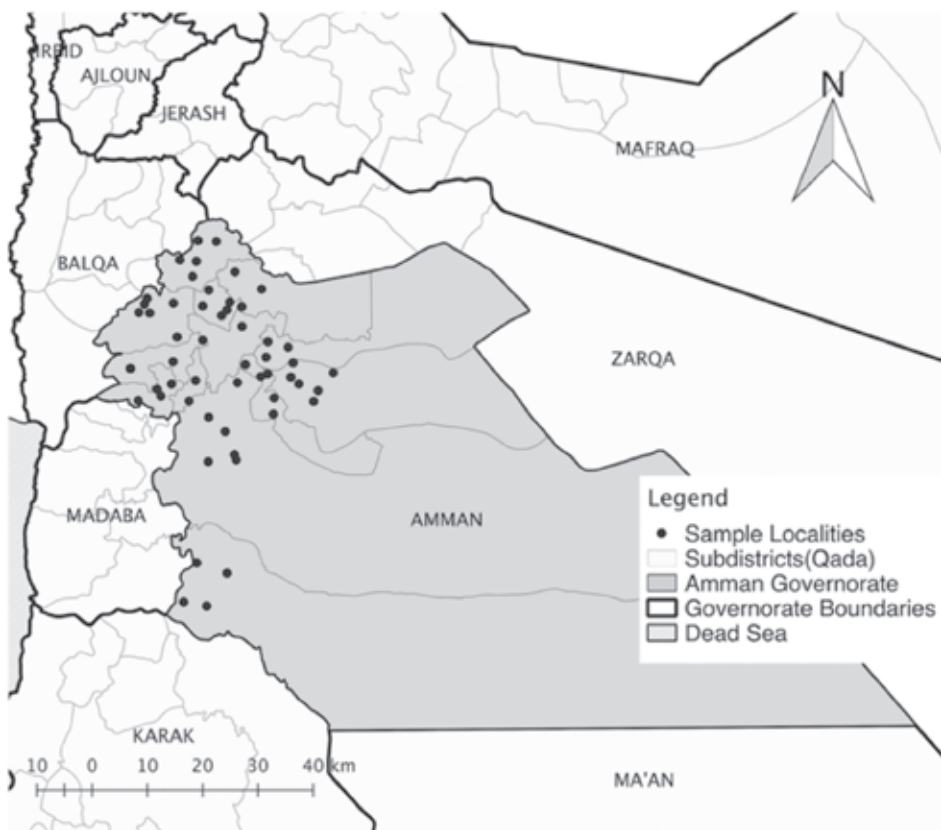 IRBID
AJLOUN
JERASH
N
MAFRAQ
BALQA
ZARQA
MADABA
AMMAN
Legend
Sample Localities
Subdistricts(Qada)
Amman Governorate
Governorate Boundaries
Dead Sea
KARAK
10 0 10 20 30 40 km
MA'AN